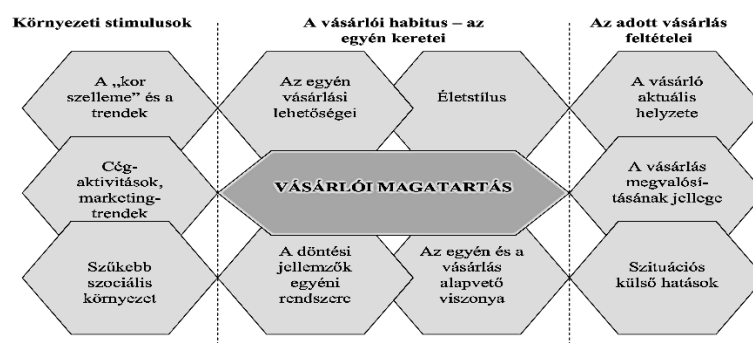 Környezeti stimulusok
A vásárlói habitus – az
egyén keretei
Az adott vásárlás
feltételei
A „kor
szelleme” és a
trendek
Az egyén
vásárlási
lehetőségei
Életstílus
A vásárló
aktuális
helyzete
Cég-
aktivitások,
marketing-
trendek
VÁSÁRLÓI MAGATARTÁS
A vásárlás
megvalósí-
tásának jellege
Szűkebb
szociális
környezet
A döntési
jellemzők
egyéni
rendszere
Az egyén és a
vásárlás
alapvető
viszonya
Szituációs
külső hatások